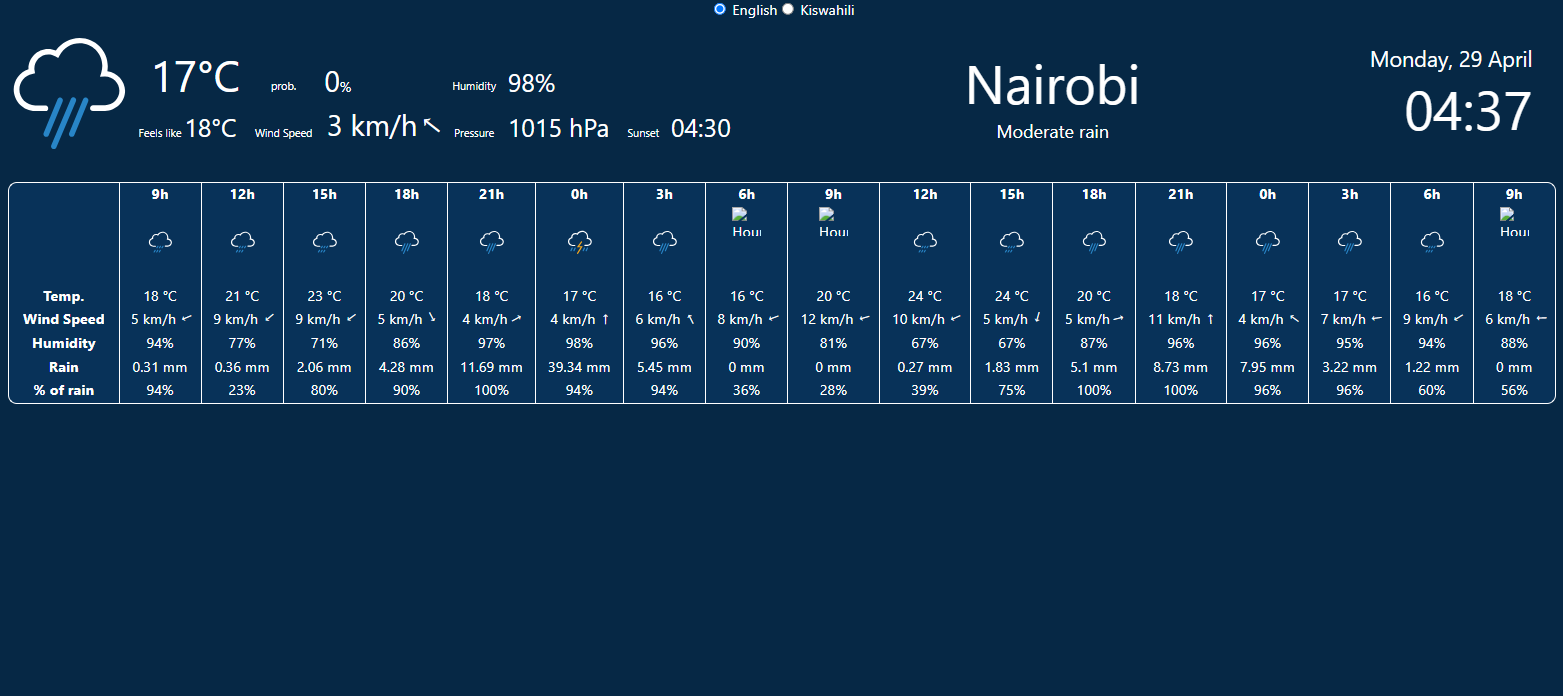 English Kiswahili
17°C prob. 0% Humidity 98%
Feels like 18°C Wind Speed 3 km/h ↑ Pressure 1015 hPa Sunset 04:30
Nairobi
Moderate rain
Monday, 29 April
04:37
9h 12h 15h 18h 21h 0h 3h 6h 9h 12h 15h 18h 21h 0h 3h 6h 9h
Hour Hour Hour
Temp. 18 °C 21 °C 23 °C 20 °C 18 °C 17 °C 16 °C 16 °C 20 °C 24 °C 24 °C 20 °C 18 °C 17 °C 17 °C 16 °C 18 °C
Wind Speed 5 km/h ↑ 9 km/h ↑ 9 km/h ↑ 5 km/h ↑ 4 km/h ↑ 4 km/h ↑ 6 km/h ↑ 8 km/h ↑ 12 km/h ↑ 10 km/h ↑ 5 km/h ↑ 5 km/h ↑ 11 km/h ↑ 4 km/h ↑ 7 km/h ↑ 9 km/h ↑ 6 km/h ↑
Humidity 94% 77% 71% 86% 97% 98% 96% 90% 81% 67% 67% 87% 96% 96% 95% 94% 88%
Rain 0.31 mm 0.36 mm 2.06 mm 4.28 mm 11.69 mm 39.34 mm 5.45 mm 0 mm 0 mm 0.27 mm 1.83 mm 5.1 mm 8.73 mm 7.95 mm 3.22 mm 1.22 mm 0 mm
% of rain 94% 23% 80% 90% 100% 94% 94% 36% 28% 39% 75% 100% 100% 96% 96% 60% 56%